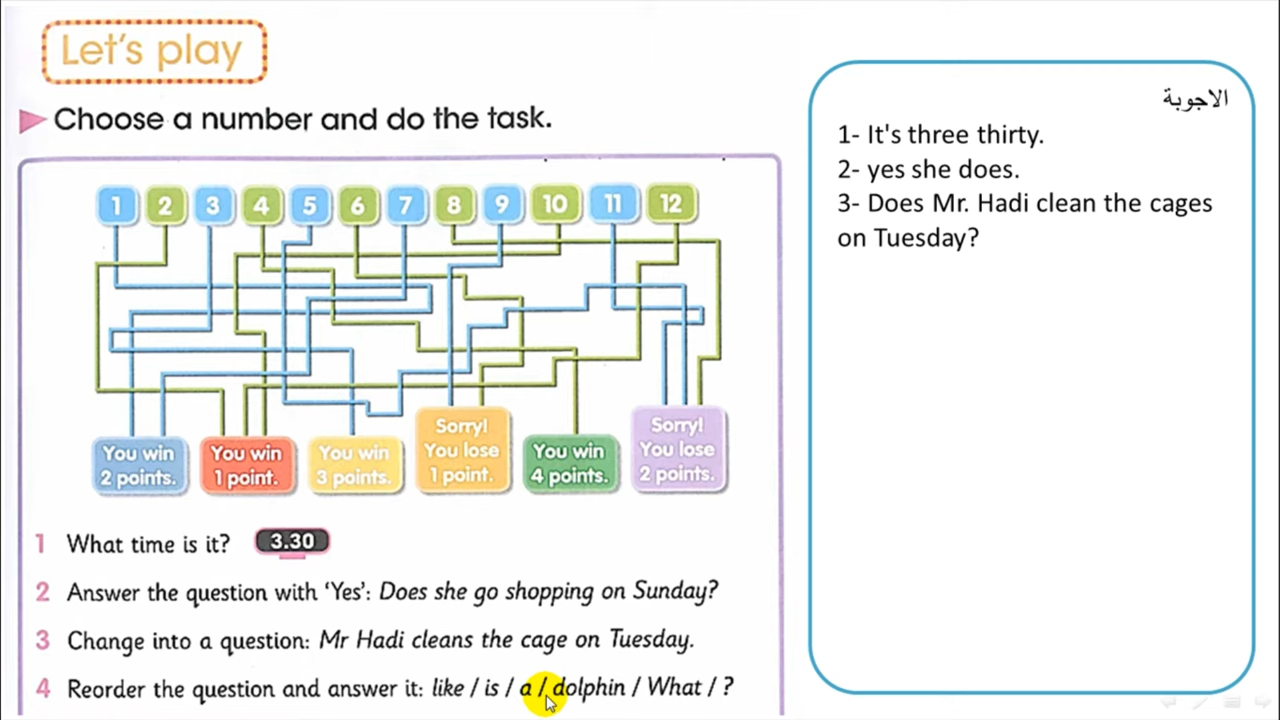 Let's play
Choose a number and do the task.
1 2 3 4 5 6 7 8 9 10 11 12
You win
2 points.
You win
1 point.
You win
3 points.
Sorry!
You lose
1 point.
You win
4 points.
Sorry!
You lose
2 points.
1 What time is it? 3.30
2 Answer the question with ‘Yes’: Does she go shopping on Sunday?
3 Change into a question: Mr Hadi cleans the cage on Tuesday.
4 Reorder the question and answer it: like / is / a / dolphin / What / ?
الاجوبة
1- It's three thirty.
2- yes she does.
3- Does Mr. Hadi clean the cages
on Tuesday?